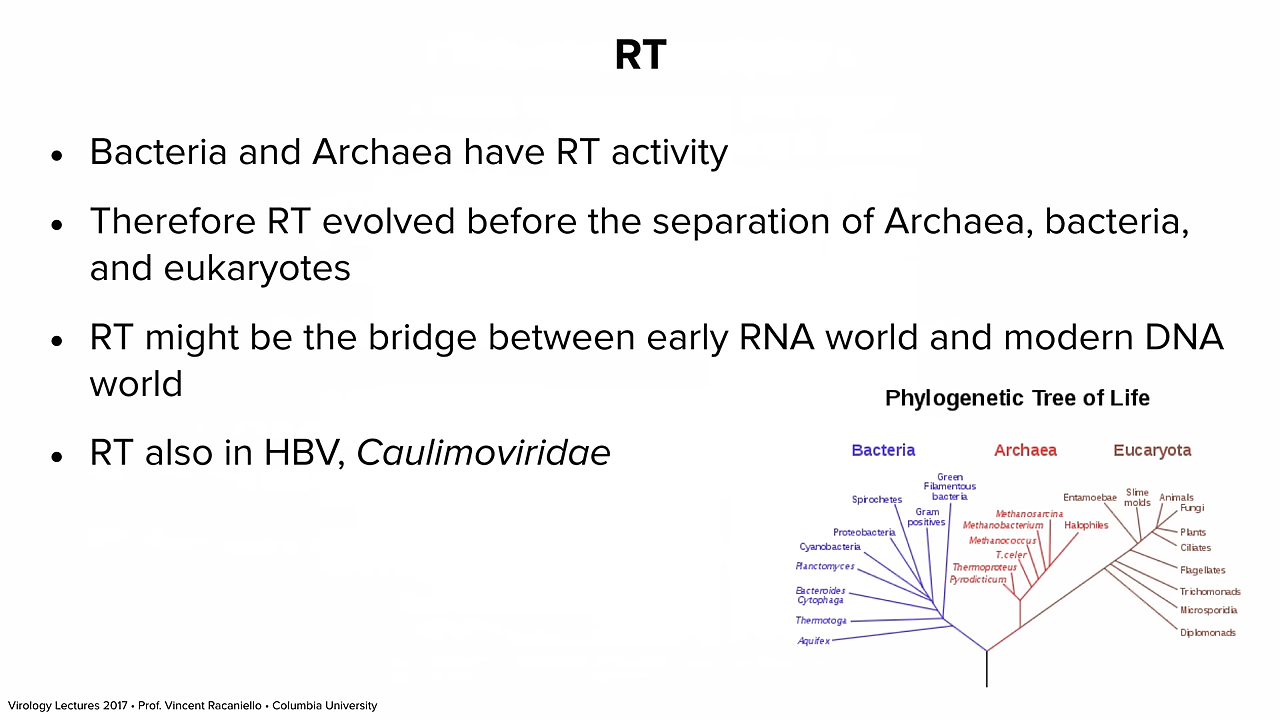 RT
• Bacteria and Archaea have RT activity
• Therefore RT evolved before the separation of Archaea, bacteria,
and eukaryotes
• RT might be the bridge between early RNA world and modern DNA
world
• RT also in HBV, Caulimoviridae
Phylogenetic Tree of Life
Bacteria
Archaea
Eucaryota
Green
Filamentous
bacteria
Spirochetes
Gram
positives
Proteobacteria
Cyanobacteria
Planctomyces
Bacteroides
Cytophaga
Thermotoga
Aquifex
Methanosarcina
Methanobacterium
Halophiles
Methanococcus
T.celer
Thermoproteus
Pyrodicticum
Entamoebae
Slime
molds
Animals
Fungi
Plants
Ciliates
Flagellates
Trichomonads
Microsporidia
Diplomonads
Virology Lectures 2017 • Prof. Vincent Racaniello • Columbia University